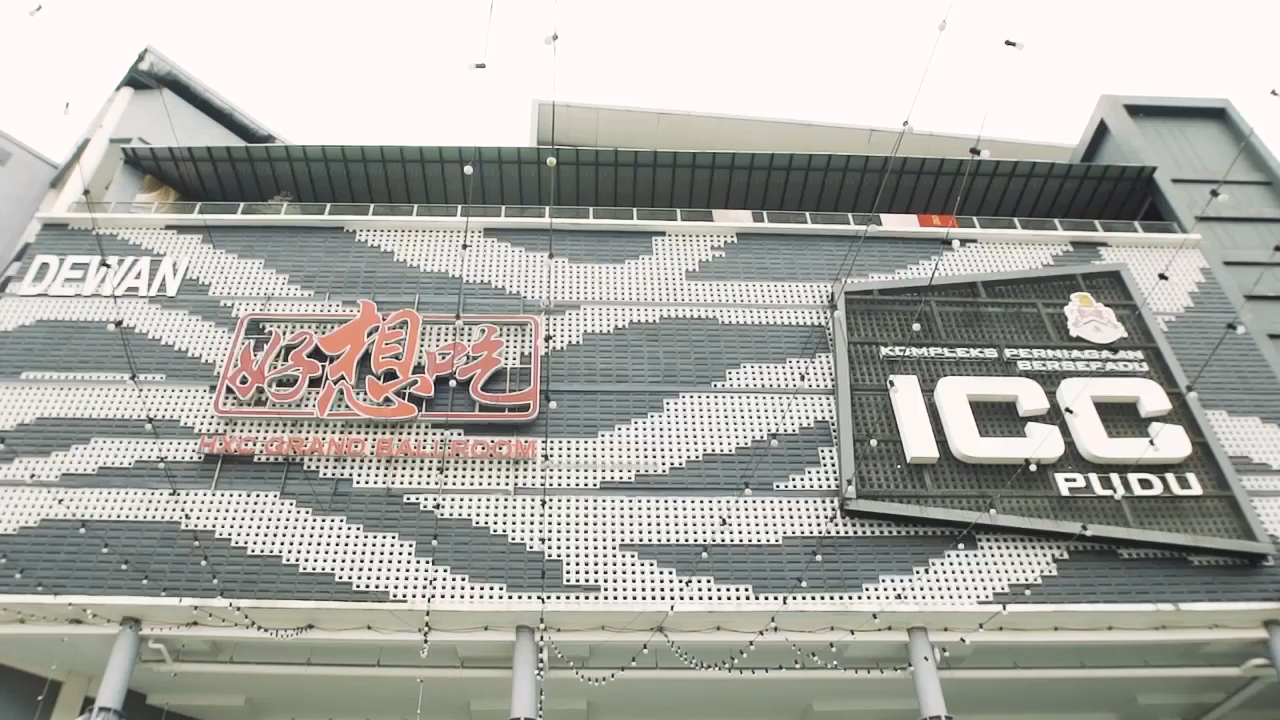 DEWAN
好想吃
HXC GRAND BALLROOM
KOMPLEKS PERNIAGAAN
BERSEPADU
ICC
PUDU